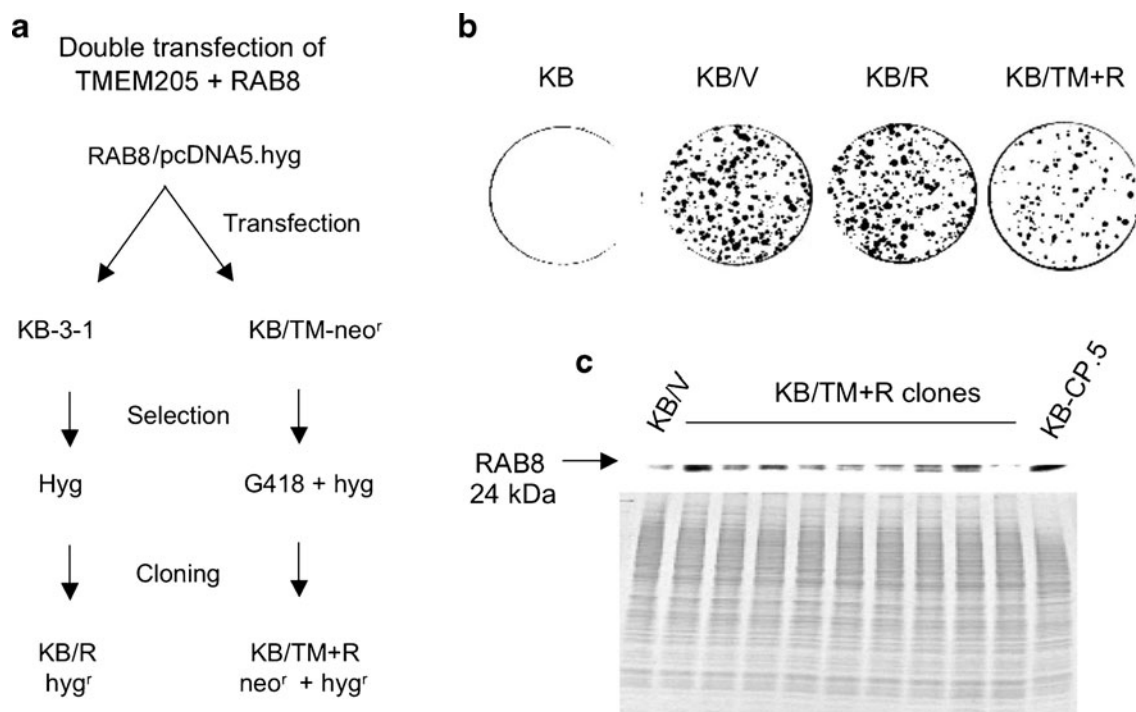 a
Double transfection of
TMEM205 + RAB8
RAB8/pcDNA5.hyg
Transfection
KB-3-1 KB/TM-neoʳ
Selection
Hyg G418 + hyg
Cloning
KB/R KB/TM+R
hygʳ neoʳ + hygʳ
b
KB KB/V KB/R KB/TM+R
c
KB/V KB/TM+R clones KB-CP.5
RAB8
24 kDa